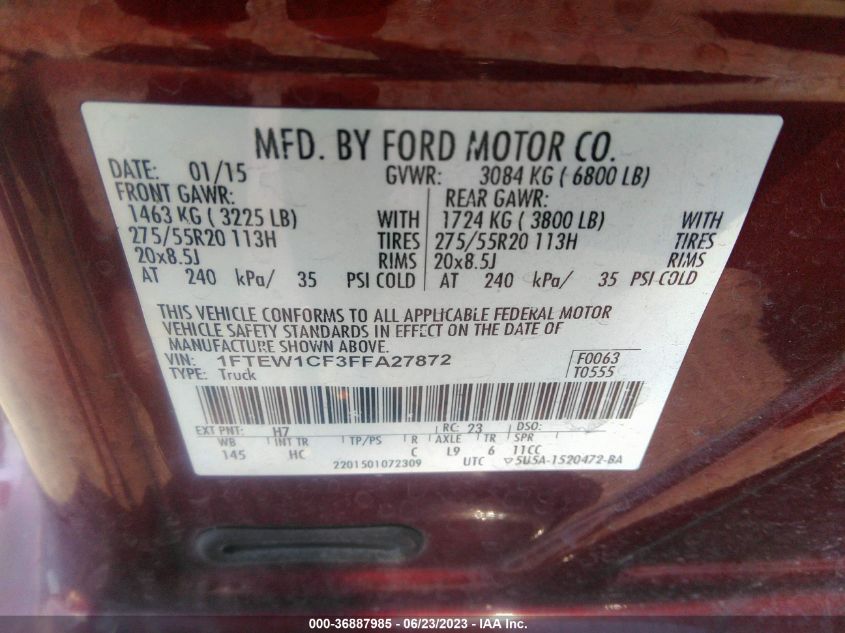 MFD. BY FORD MOTOR CO.
DATE: 01/15 GVWR: 3084 KG ( 6800 LB)
FRONT GAWR: REAR GAWR:
1463 KG ( 3225 LB) WITH 1724 KG ( 3800 LB) WITH
275/55R20 113H TIRES 275/55R20 113H TIRES
20x8.5J RIMS 20x8.5J RIMS
AT 240 kPa/ 35 PSI COLD AT 240 kPa/ 35 PSI COLD
THIS VEHICLE CONFORMS TO ALL APPLICABLE FEDERAL MOTOR
VEHICLE SAFETY STANDARDS IN EFFECT ON THE DATE OF
MANUFACTURE SHOWN ABOVE.
VIN: 1FTEW1CF3FFA27872 F0063
TYPE: Truck T0555
EXT PNT: H7 RC: 23 DSO:
WB INT TR TP/PS R AXLE TR SPR
145 HC C L9 6 11CC
2201501072309 UTC ▽5U5A-1520472-BA
000-36887985 - 06/23/2023 - IAA Inc.